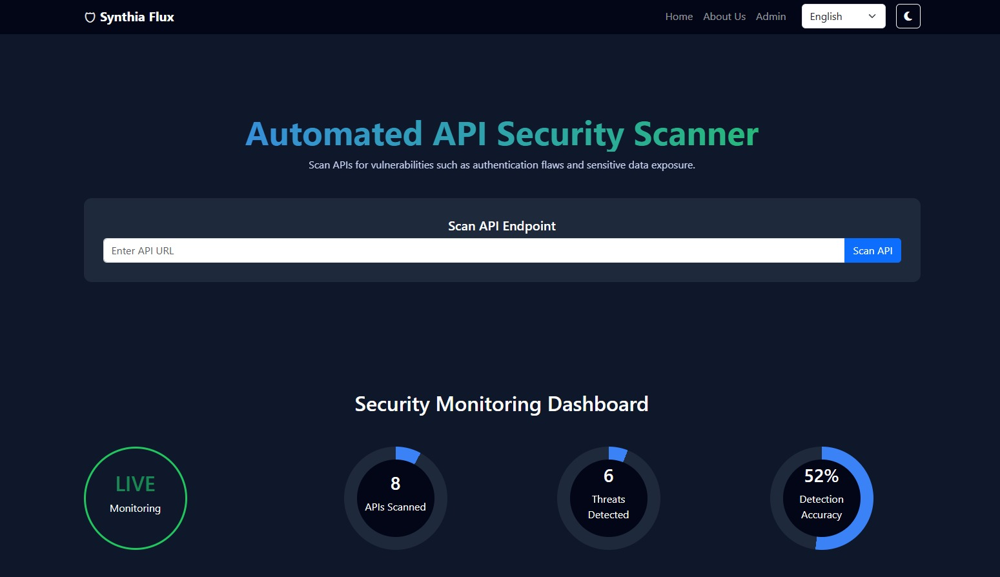 Synthia Flux
Home About Us Admin English
Automated API Security Scanner
Scan APIs for vulnerabilities such as authentication flaws and sensitive data exposure.
Scan API Endpoint
Enter API URL Scan API
Security Monitoring Dashboard
LIVE
Monitoring
8
APIs Scanned
6
Threats
Detected
52%
Detection
Accuracy